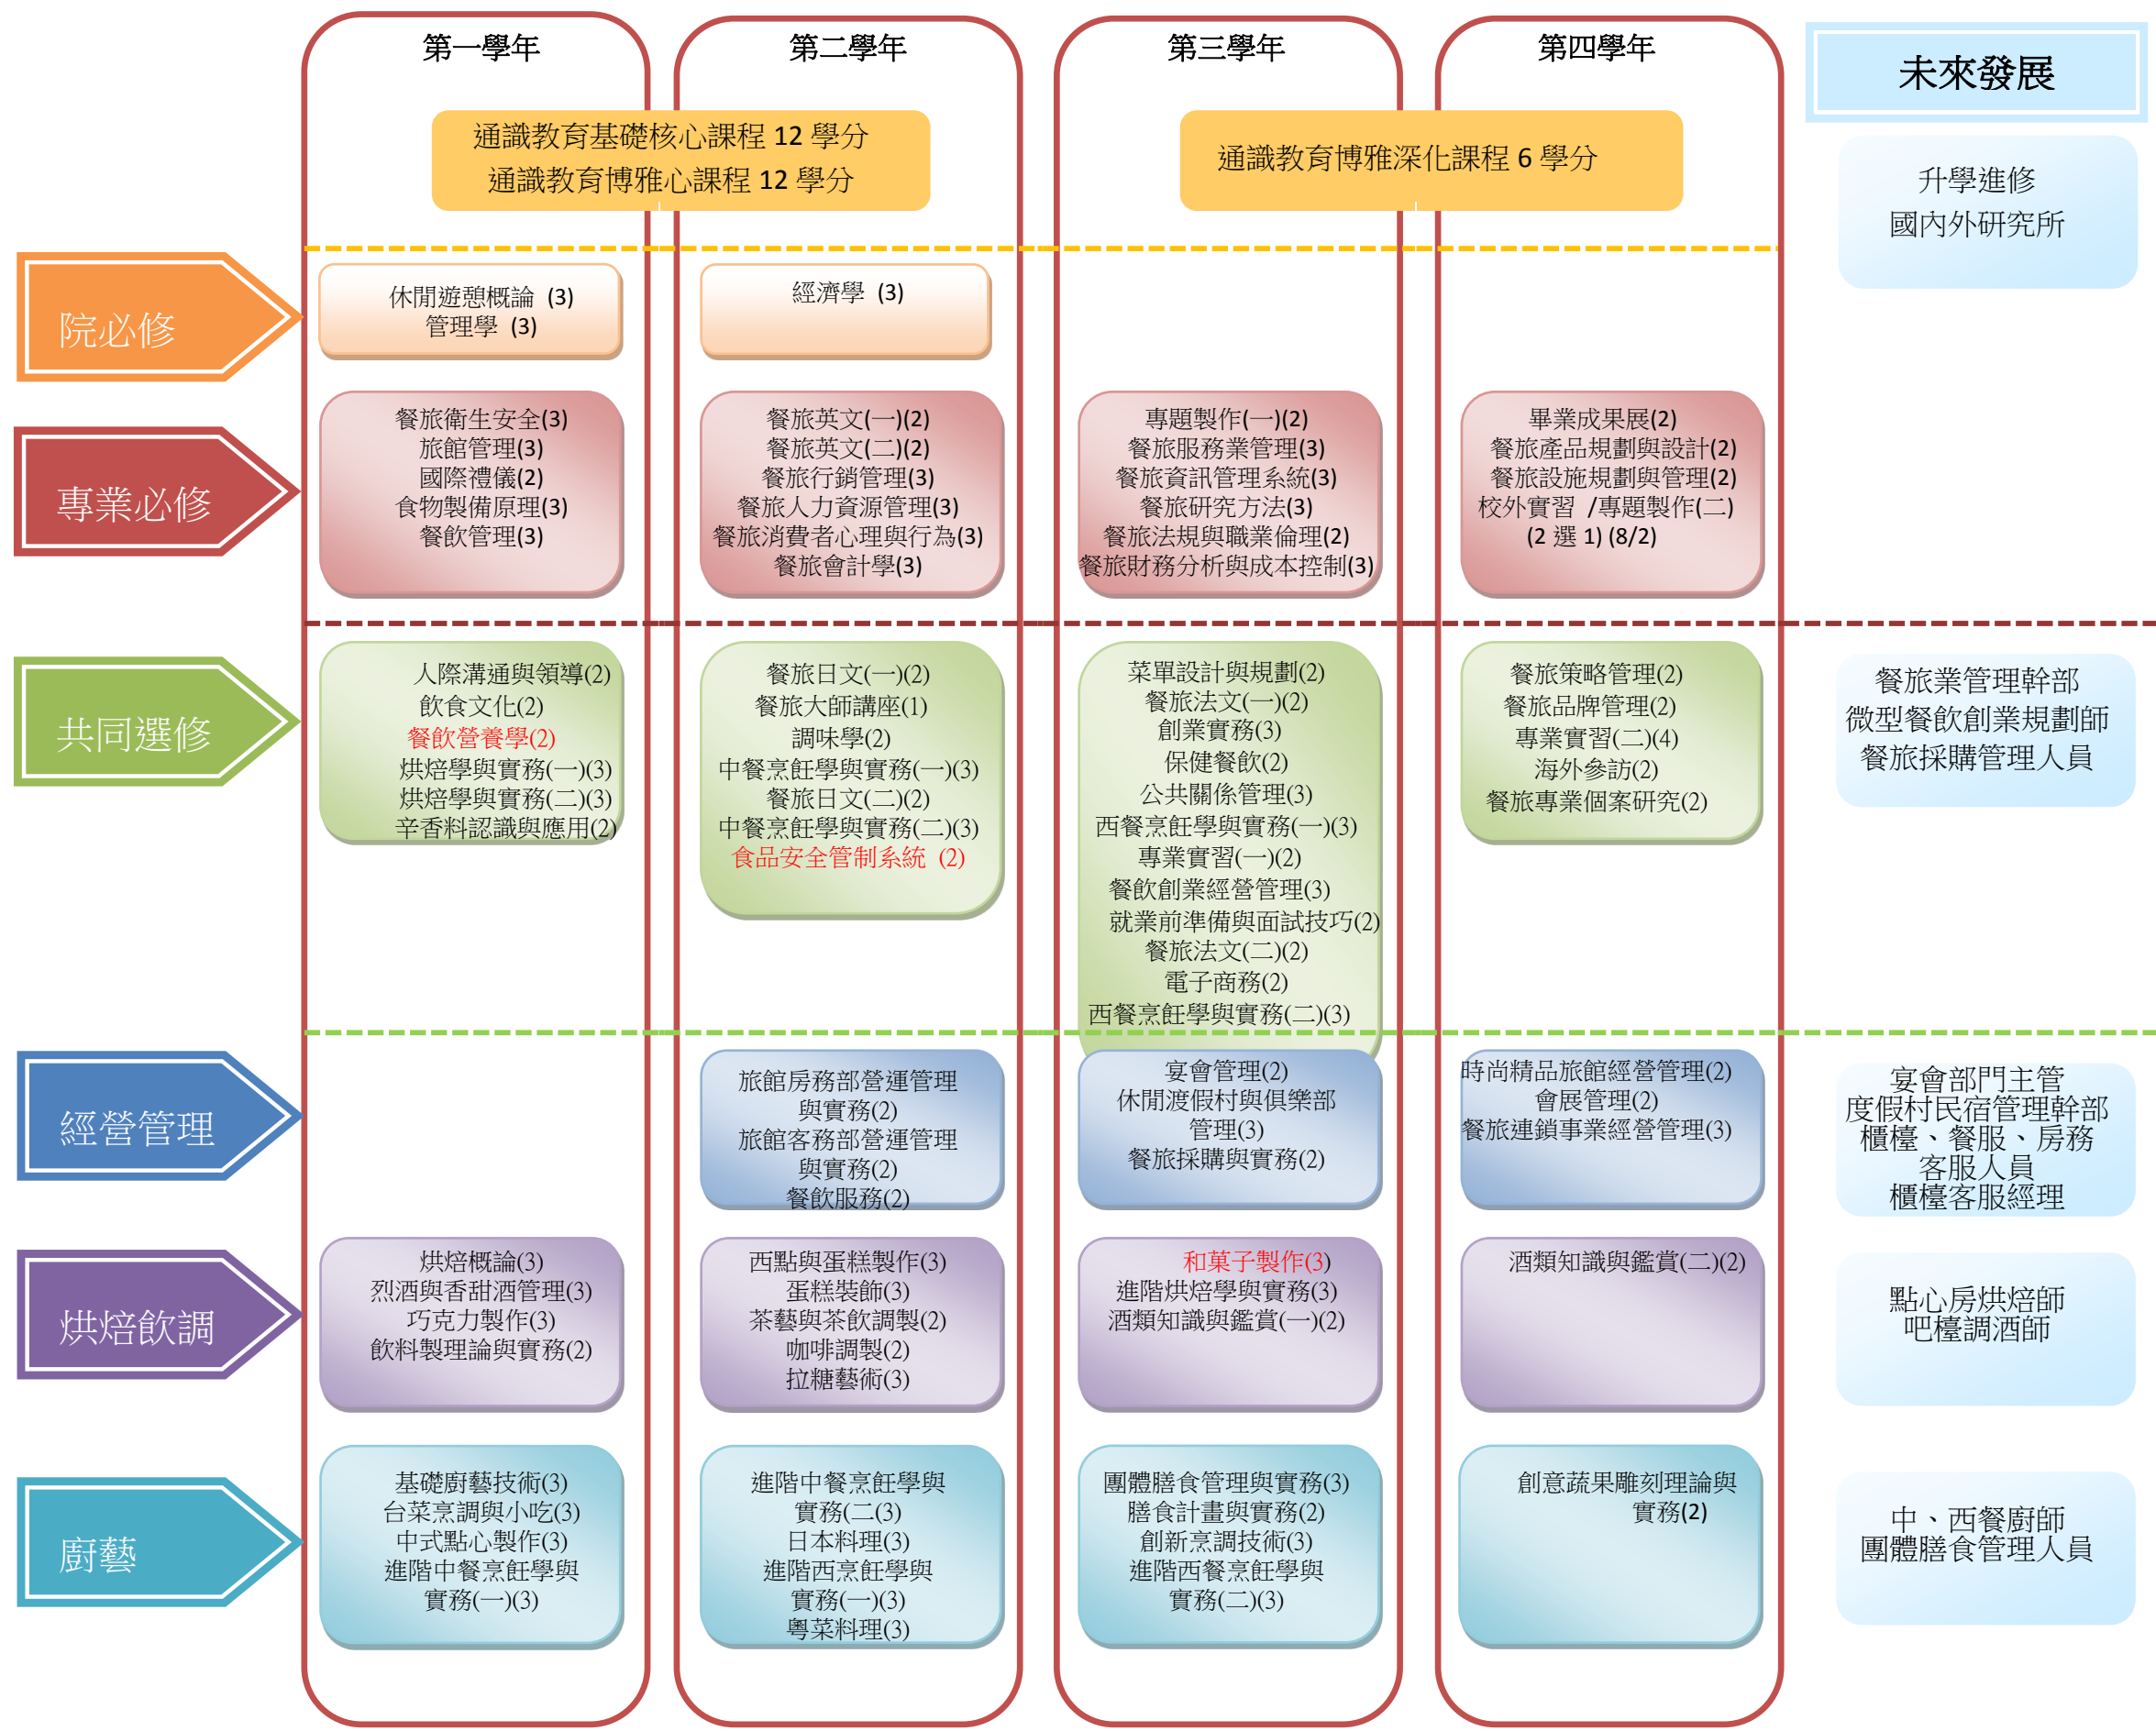 第一學年
第二學年
第三學年
第四學年
未來發展
通識教育基礎核心課程 12 學分
通識教育博雅心課程 12 學分
通識教育博雅深化課程 6 學分
升學進修
國內外研究所
院必修
休閒遊憩概論 (3)
管理學 (3)
經濟學 (3)
專業必修
餐旅衛生安全(3)
旅館管理(3)
國際禮儀(2)
食物製備原理(3)
餐飲管理(3)
餐旅英文(一)(2)
餐旅英文(二)(2)
餐旅行銷管理(3)
餐旅人力資源管理(3)
餐旅消費者心理與行為(3)
餐旅會計學(3)
專題製作(一)(2)
餐旅服務業管理(3)
餐旅資訊管理系統(3)
餐旅研究方法(3)
餐旅法規與職業倫理(2)
餐旅財務分析與成本控制(3)
畢業成果展(2)
餐旅產品規劃與設計(2)
餐旅設施規劃與管理(2)
校外實習 /專題製作(二)
(2 選 1) (8/2)
共同選修
人際溝通與領導(2)
飲食文化(2)
餐飲營養學(2)
烘焙學與實務(一)(3)
烘焙學與實務(二)(3)
辛香料認識與應用(2)
餐旅日文(一)(2)
餐旅大師講座(1)
調味學(2)
中餐烹飪學與實務(一)(3)
餐旅日文(二)(2)
中餐烹飪學與實務(二)(3)
食品安全管制系統 (2)
菜單設計與規劃(2)
餐旅法文(一)(2)
創業實務(3)
保健餐飲(2)
公共關係管理(3)
西餐烹飪學與實務(一)(3)
專業實習(一)(2)
餐飲創業經營管理(3)
就業前準備與面試技巧(2)
餐旅法文(二)(2)
電子商務(2)
西餐烹飪學與實務(二)(3)
餐旅策略管理(2)
餐旅品牌管理(2)
專業實習(二)(4)
海外參訪(2)
餐旅專業個案研究(2)
餐旅業管理幹部
微型餐飲創業規劃師
餐旅採購管理人員
經營管理
旅館房務部營運管理
與實務(2)
旅館客務部營運管理
與實務(2)
餐飲服務(2)
宴會管理(2)
休閒渡假村與俱樂部
管理(3)
餐旅採購與實務(2)
時尚精品旅館經營管理(2)
會展管理(2)
餐旅連鎖事業經營管理(3)
宴會部門主管
度假村民宿管理幹部
櫃檯、餐服、房務
客服人員
櫃檯客服經理
烘焙飲調
烘焙概論(3)
烈酒與香甜酒管理(3)
巧克力製作(3)
飲料製理論與實務(2)
西點與蛋糕製作(3)
蛋糕裝飾(3)
茶藝與茶飲調製(2)
咖啡調製(2)
拉糖藝術(3)
和菓子製作(3)
進階烘焙學與實務(3)
酒類知識與鑑賞(一)(2)
酒類知識與鑑賞(二)(2)
點心房烘焙師
吧檯調酒師
廚藝
基礎廚藝技術(3)
台菜烹調與小吃(3)
中式點心製作(3)
進階中餐烹飪學與
實務(一)(3)
進階中餐烹飪學與
實務(二(3)
日本料理(3)
進階西烹飪學與
實務(一)(3)
粵菜料理(3)
團體膳食管理與實務(3)
膳食計畫與實務(2)
創新烹調技術(3)
進階西餐烹飪學與
實務(二)(3)
創意蔬果雕刻理論與
實務(2)
中、西餐廚師
團體膳食管理人員